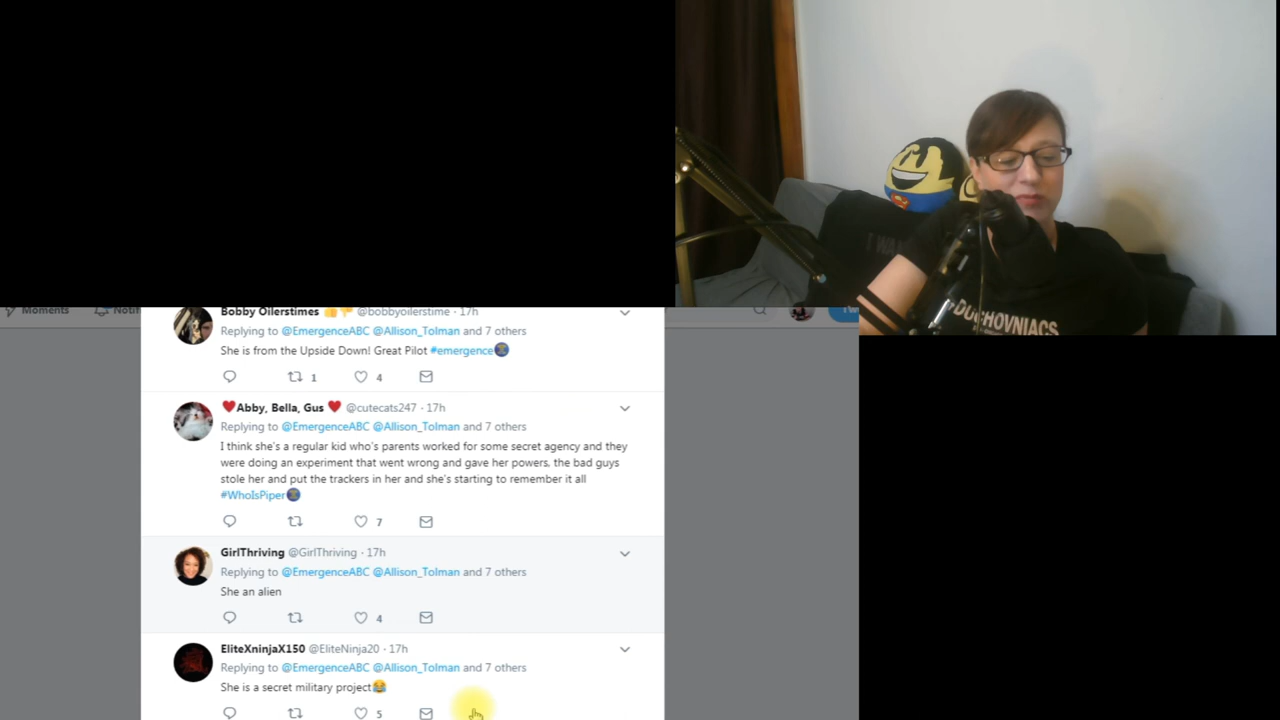 Moments
Notif
Bobby Oilerstimes 👍👎 @bobbyoilerstime · 17h
Replying to @EmergenceABC @Allison_Tolman and 7 others
She is from the Upside Down! Great Pilot #emergence
1 4
❤Abby, Bella, Gus ❤ @cutecats247 · 17h
Replying to @EmergenceABC @Allison_Tolman and 7 others
I think she's a regular kid who's parents worked for some secret agency and they
were doing an experiment that went wrong and gave her powers, the bad guys
stole her and put the trackers in her and she's starting to remember it all
#WhoIsPiper
7
GirlThriving @GirlThriving · 17h
Replying to @EmergenceABC @Allison_Tolman and 7 others
She an alien
4
EliteXninjaX150 @EliteNinja20 · 17h
Replying to @EmergenceABC @Allison_Tolman and 7 others
She is a secret military project😂
5
I WA
DUCHOVNIACS